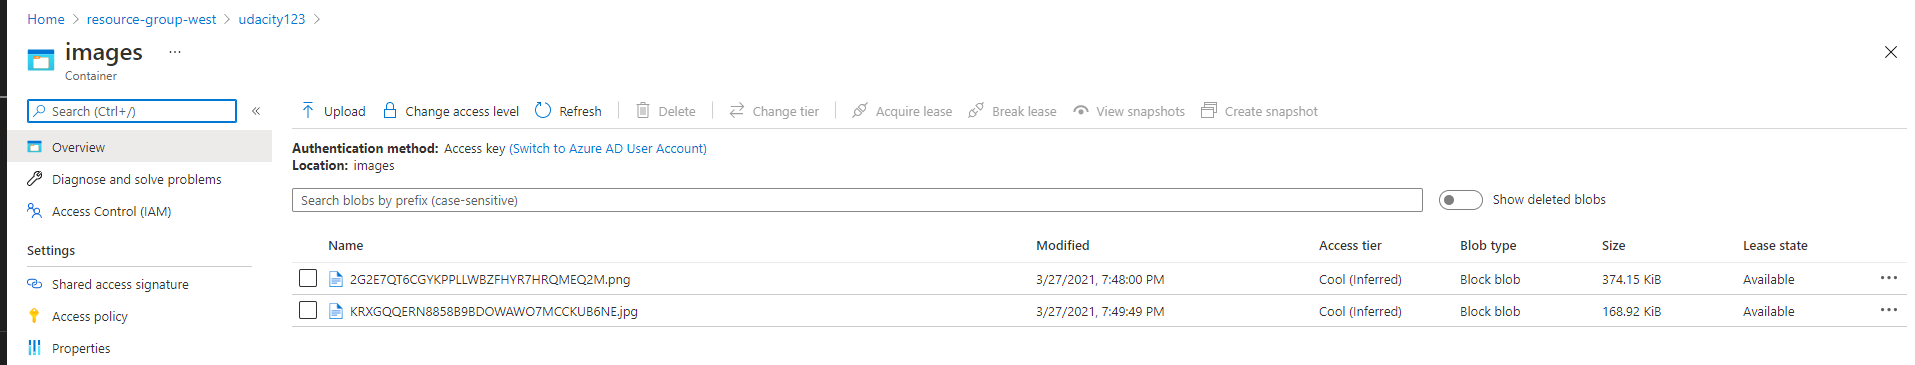 Home > resource-group-west > udacity123 >
images ...
Container
Search (Ctrl+/) «
Overview
Diagnose and solve problems
Access Control (IAM)
Settings
Shared access signature
Access policy
Properties
Upload Change access level Refresh Delete Change tier Acquire lease Break lease View snapshots Create snapshot
Authentication method: Access key (Switch to Azure AD User Account)
Location: images
Search blobs by prefix (case-sensitive) Show deleted blobs
Name Modified Access tier Blob type Size Lease state
2G2E7QT6CGYKPPLLWBZFHYR7HRQMEQ2M.png 3/27/2021, 7:48:00 PM Cool (Inferred) Block blob 374.15 KiB Available ...
KRXGQQERN8858B9BDOWAWO7MCCKUB6NE.jpg 3/27/2021, 7:49:49 PM Cool (Inferred) Block blob 168.92 KiB Available ...